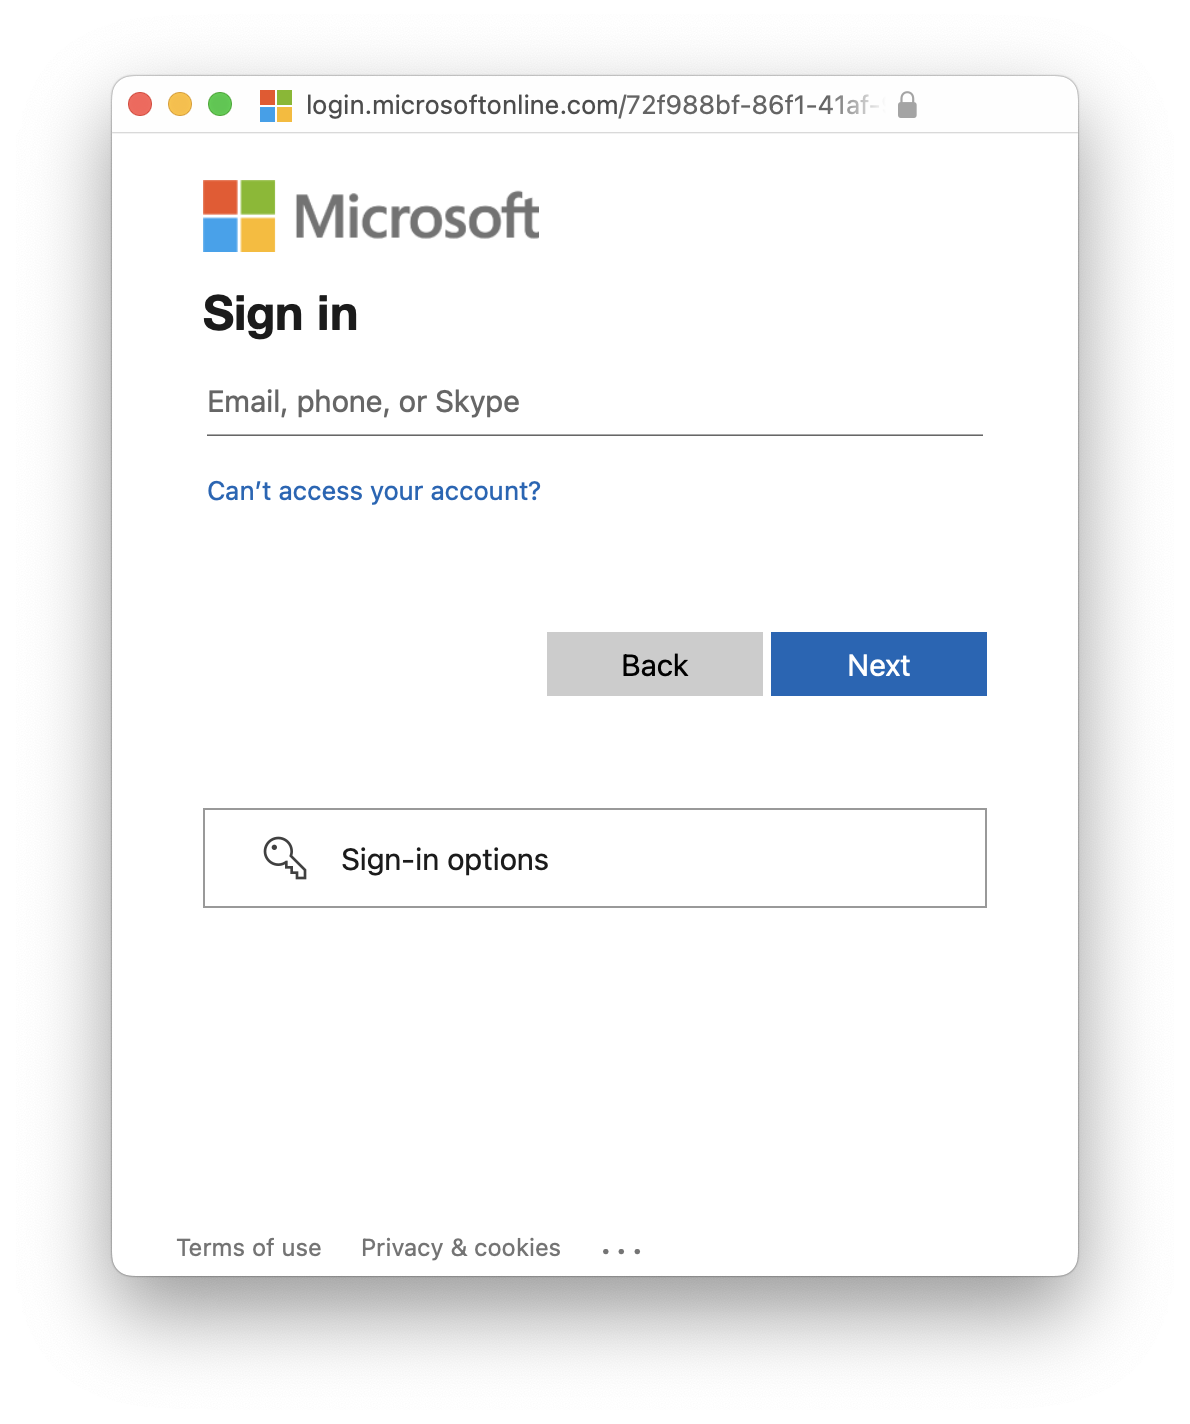 login.microsoftonline.com/72f988bf-86f1-41af-
Microsoft
Sign in
Email, phone, or Skype
Can’t access your account?
Back Next
Sign-in options
Terms of use Privacy & cookies ...